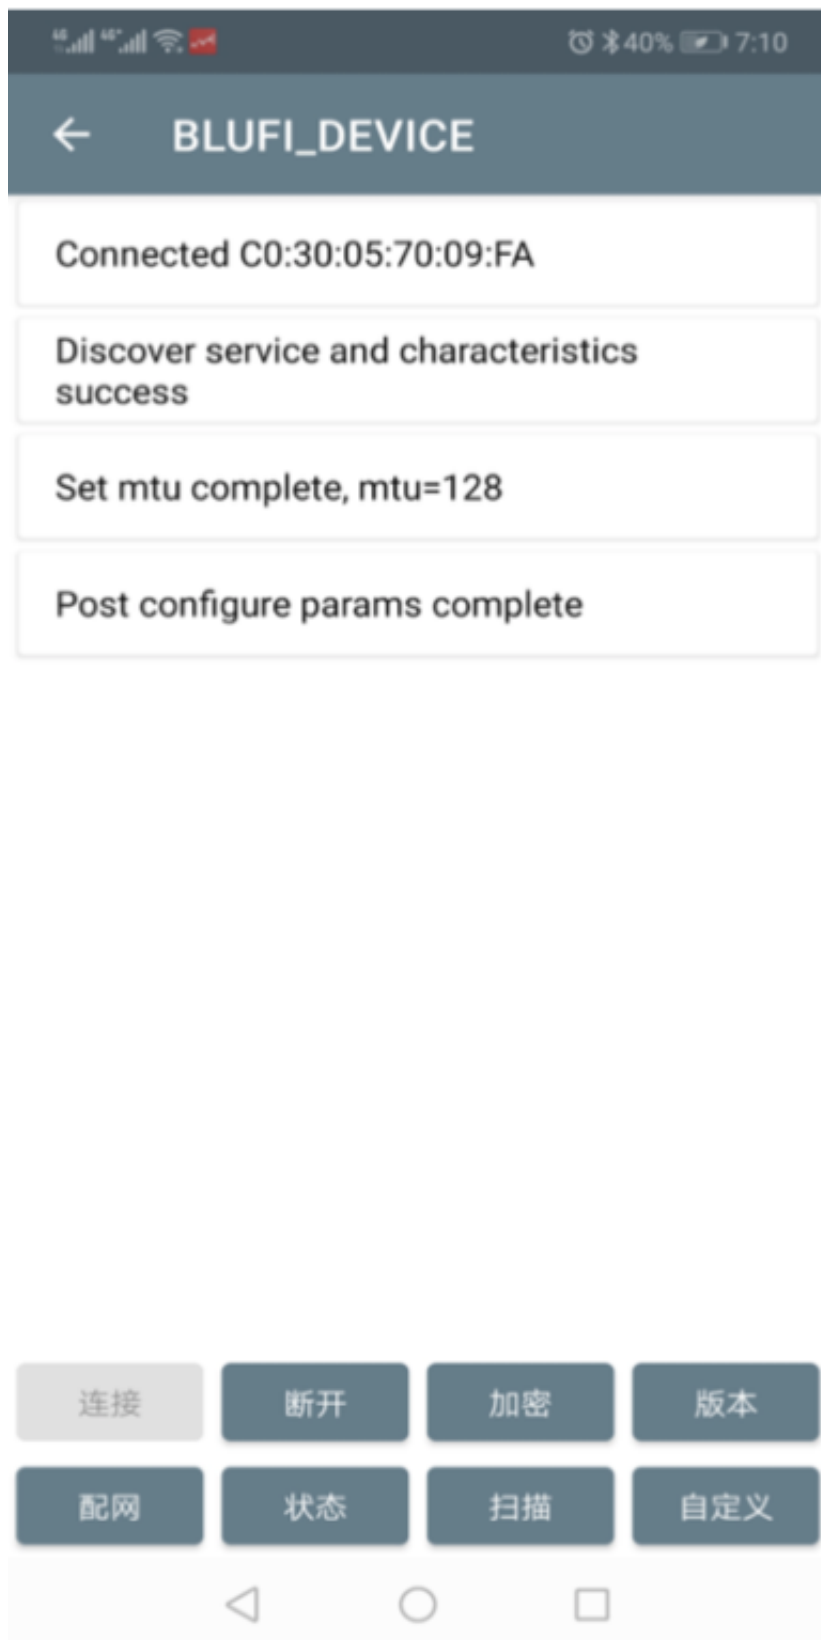 40% 7:10
BLUFI_DEVICE
Connected C0:30:05:70:09:FA
Discover service and characteristics
success
Set mtu complete, mtu=128
Post configure params complete
连接 断开 加密 版本
配网 状态 扫描 自定义